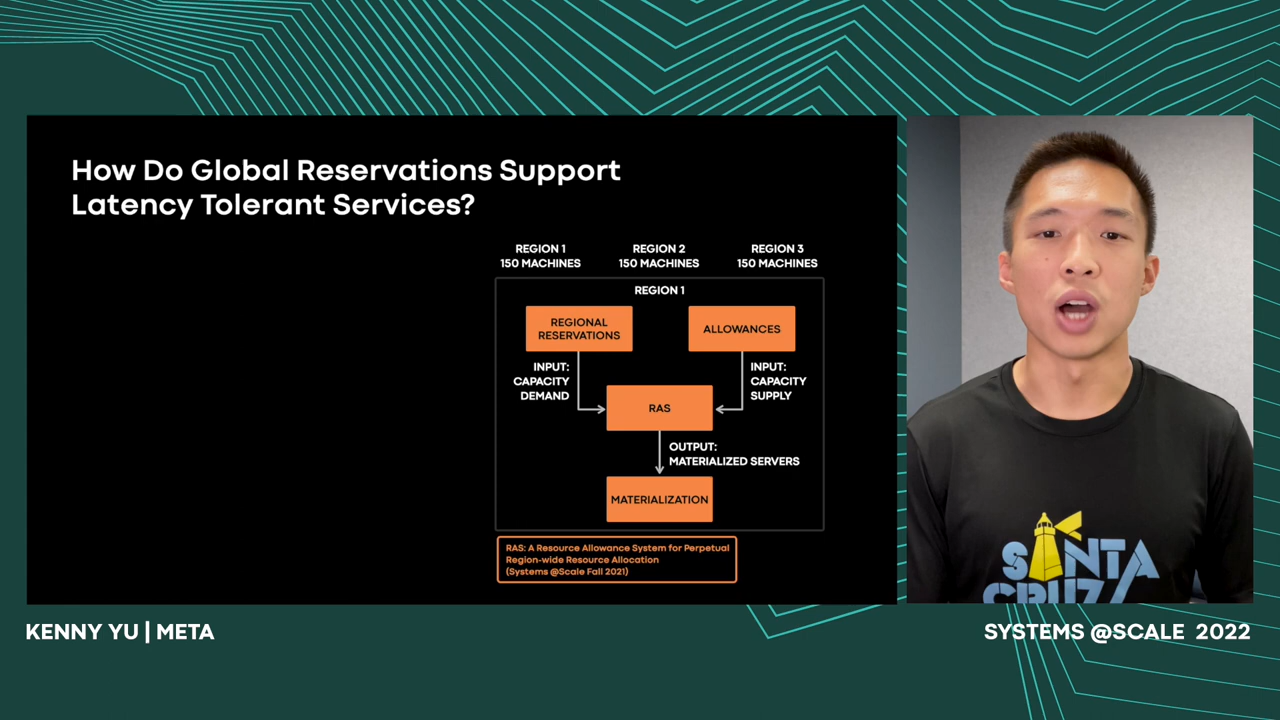 How Do Global Reservations Support
Latency Tolerant Services?
REGION 1
150 MACHINES
REGION 2
150 MACHINES
REGION 3
150 MACHINES
REGION 1
REGIONAL
RESERVATIONS
ALLOWANCES
INPUT:
CAPACITY
DEMAND
INPUT:
CAPACITY
SUPPLY
RAS
OUTPUT:
MATERIALIZED SERVERS
MATERIALIZATION
RAS: A Resource Allowance System for Perpetual
Region-wide Resource Allocation
(Systems @Scale Fall 2021)
SANTA
CRUZ
KENNY YU | META
SYSTEMS @SCALE 2022